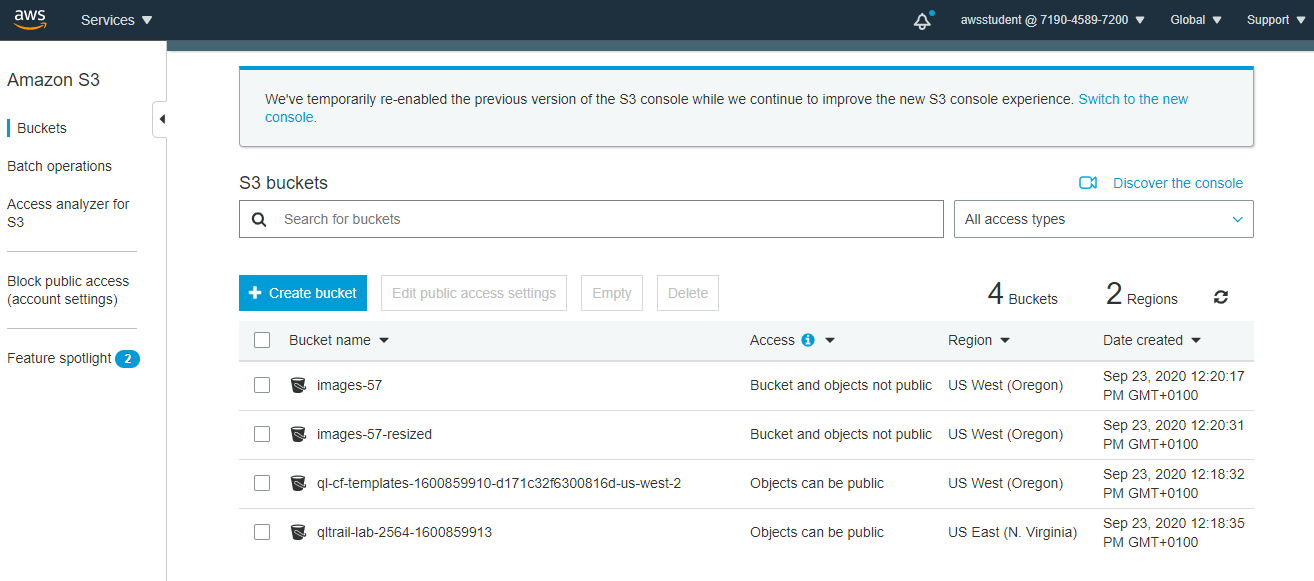 aws Services awsstudent @ 7190-4589-7200 Global Support
Amazon S3
Buckets
Batch operations
Access analyzer for
S3
Block public access
(account settings)
Feature spotlight 2
We've temporarily re-enabled the previous version of the S3 console while we continue to improve the new S3 console experience. Switch to the new
console.
S3 buckets Discover the console
Search for buckets All access types
+ Create bucket Edit public access settings Empty Delete 4 Buckets 2 Regions
Bucket name Access i Region Date created
images-57 Bucket and objects not public US West (Oregon) Sep 23, 2020 12:20:17
PM GMT+0100
images-57-resized Bucket and objects not public US West (Oregon) Sep 23, 2020 12:20:31
PM GMT+0100
ql-cf-templates-1600859910-d171c32f6300816d-us-west-2 Objects can be public US West (Oregon) Sep 23, 2020 12:18:32
PM GMT+0100
qltrail-lab-2564-1600859913 Objects can be public US East (N. Virginia) Sep 23, 2020 12:18:35
PM GMT+0100